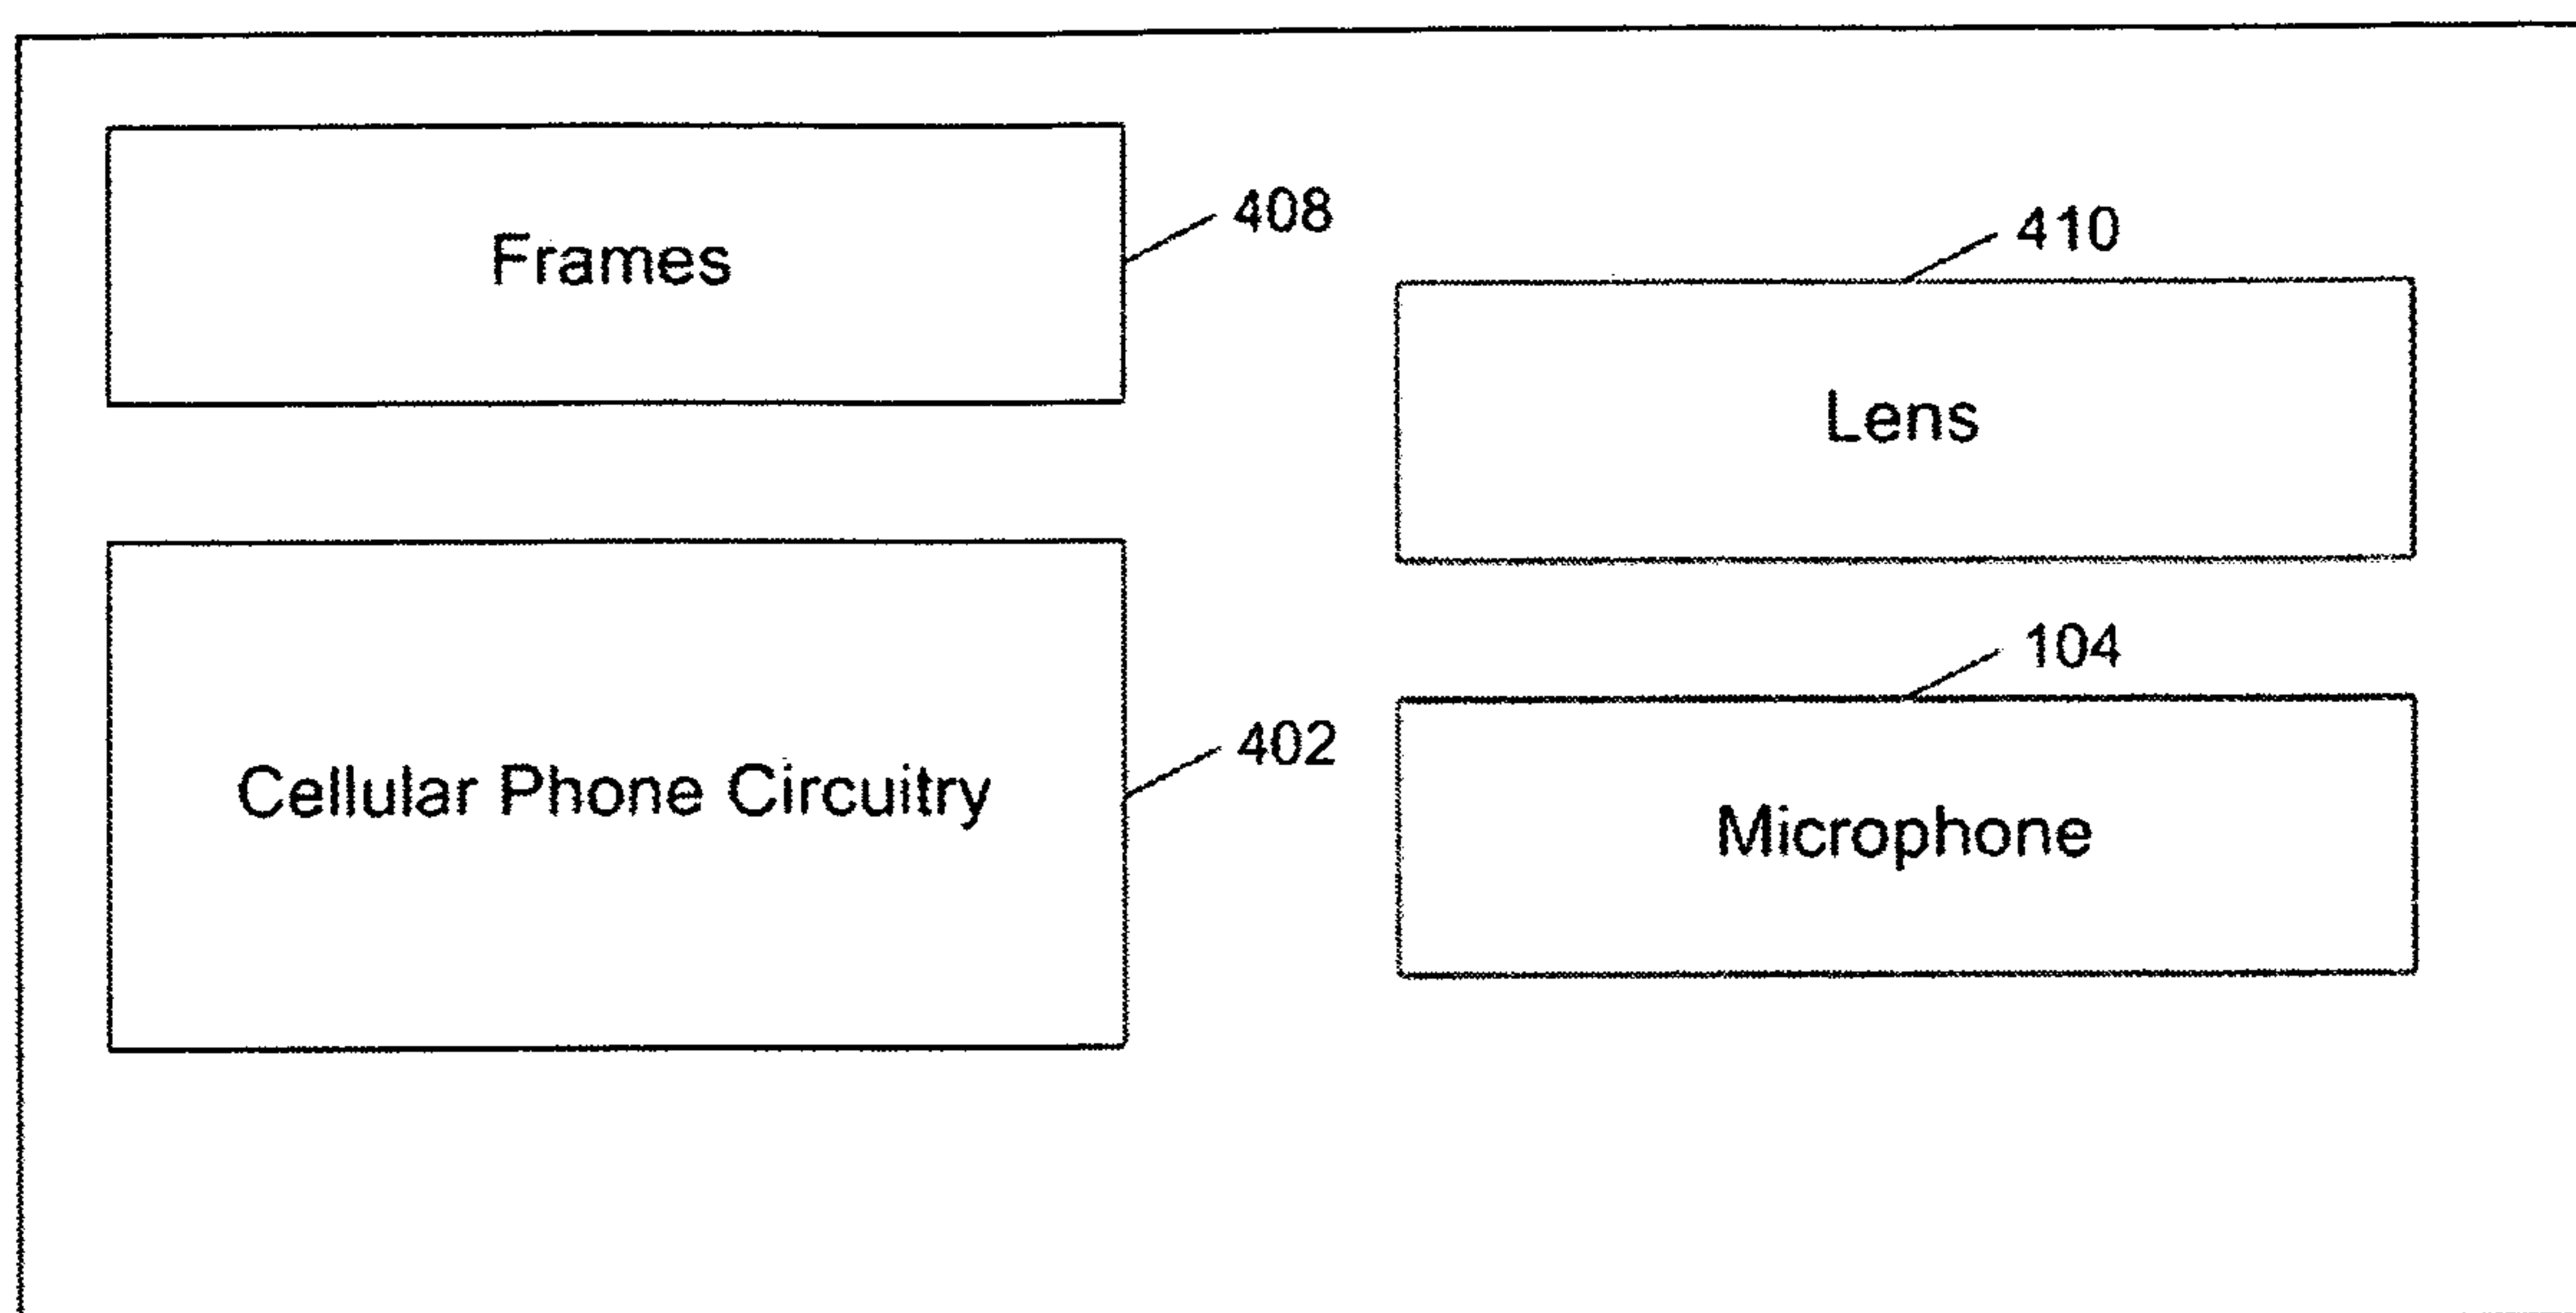 Frames
408
410
Lens
Cellular Phone Circuitry
402
104
Microphone